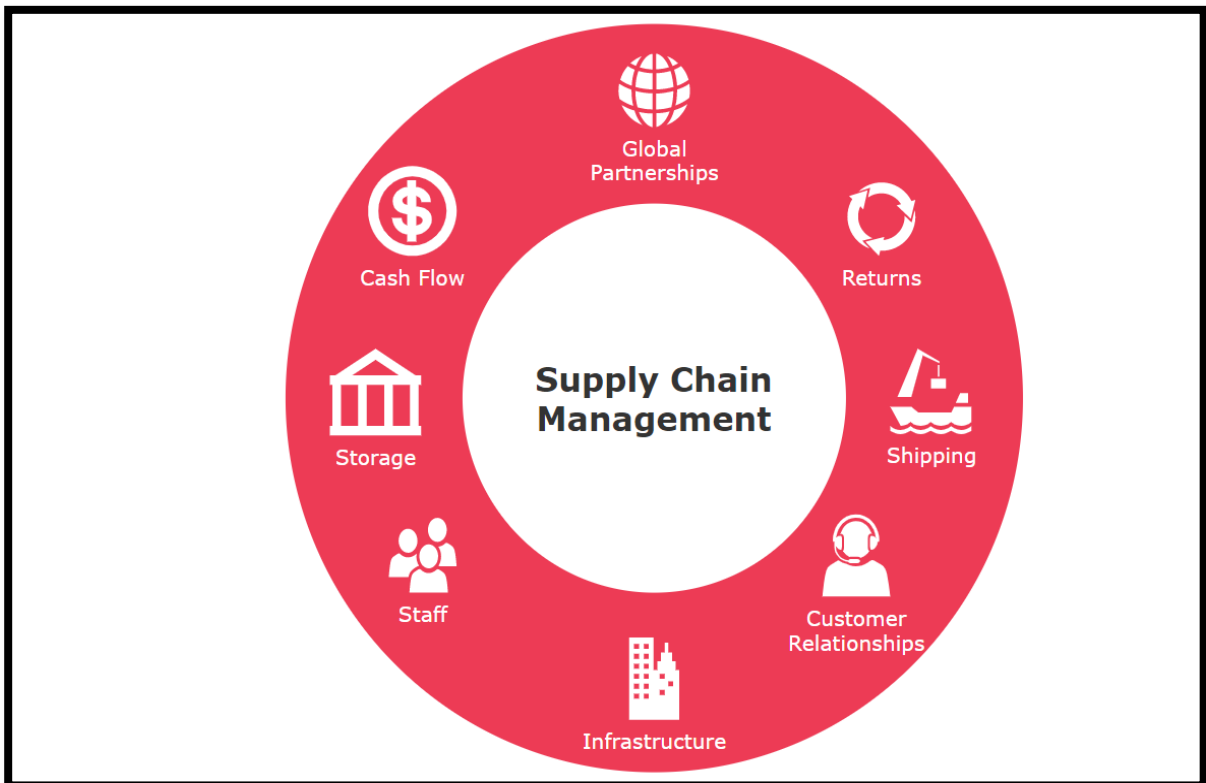 Global
Partnerships
Returns
Shipping
Customer
Relationships
Infrastructure
Staff
Storage
Cash Flow
Supply Chain
Management